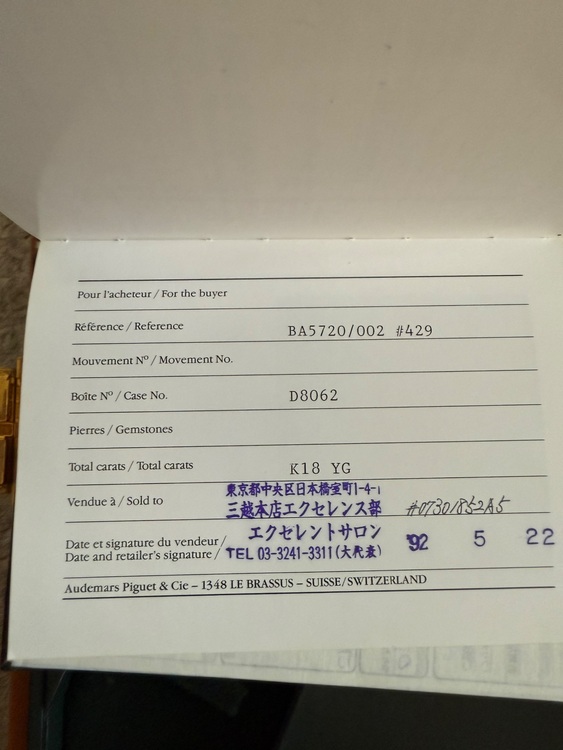 Pour l'acheteur / For the buyer
Référence / Reference BA5720/002 #429
Mouvement Nº / Movement No.
Boîte Nº / Case No. D8062
Pierres / Gemstones
Total carats / Total carats K18 YG
東京都中央区日本橋室町1-4-1
Vendue à / Sold to 三越本店エクセレンス部 #07301852A5
Date et signature du vendeur/ エクセレントサロン '92 5 22
Date and retailer's signature / TEL 03-3241-3311(大代表)
Audemars Piguet & Cie – 1348 LE BRASSUS – SUISSE/SWITZERLAND